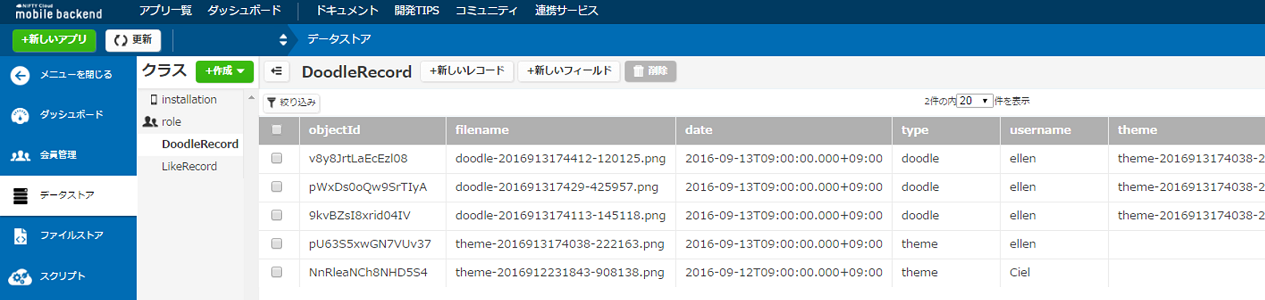 NIFTY Cloud
mobile backend
アプリ一覧 ダッシュボード ドキュメント 開発TIPS コミュニティ 連携サービス
+新しいアプリ 更新 データストア
メニューを閉じる
ダッシュボード
会員管理
データストア
ファイルストア
スクリプト
クラス +作成
installation
role
DoodleRecord
LikeRecord
DoodleRecord +新しいレコード +新しいフィールド 削除
絞り込み 2件の内 20 件を表示
objectId filename date type username theme
v8y8JrtLaEcEzl08 doodle-2016913174412-120125.png 2016-09-13T09:00:00.000+09:00 doodle ellen theme-2016913174038-2
pWxDs0oQw9SrTIyA doodle-201691317429-425957.png 2016-09-13T09:00:00.000+09:00 doodle ellen theme-2016913174038-2
9kvBZsI8xrid04IV doodle-2016913174113-145118.png 2016-09-13T09:00:00.000+09:00 doodle ellen theme-2016913174038-2
pU63S5xwGN7VUv37 theme-2016913174038-222163.png 2016-09-13T09:00:00.000+09:00 theme ellen
NnRleaNCh8NHD5S4 theme-2016912231843-908138.png 2016-09-12T09:00:00.000+09:00 theme Ciel